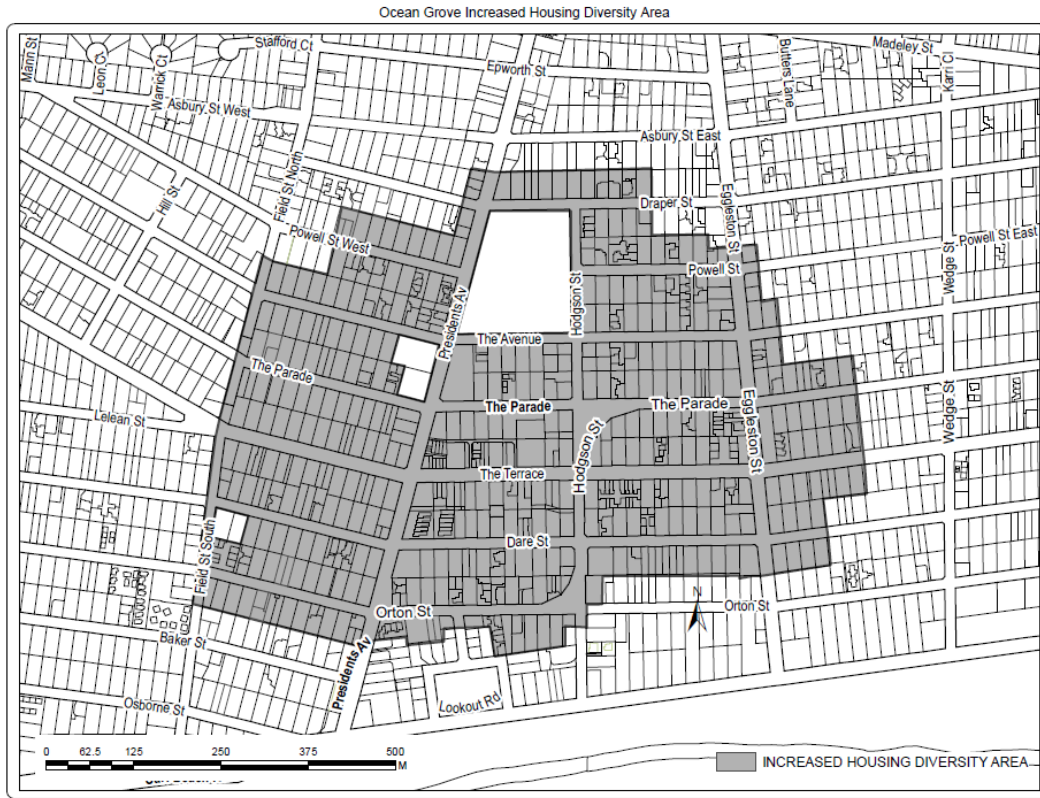 Ocean Grove Increased Housing Diversity Area
Mann St
Leon Ct
Warrick Ct
Stafford Ct
Epworth St
Butters Lane
Madeley St
Karri Cl
Asbury St West
Asbury St East
Hill St
Field St North
Draper St
Eggleston St
Powell St West
Powell St
Powell St East
Wedge St
Presidents Av
Hodgson St
The Avenue
The Parade
The Parade
The Parade
Lelean St
Hodgson St
Eggleston St
Wedge St
The Terrace
Field St South
Dare St
Orton St
N
Orton St
Baker St
Presidents Av
Lookout Rd
Osborne St
0 62.5 125 250 375 500
M
INCREASED HOUSING DIVERSITY AREA